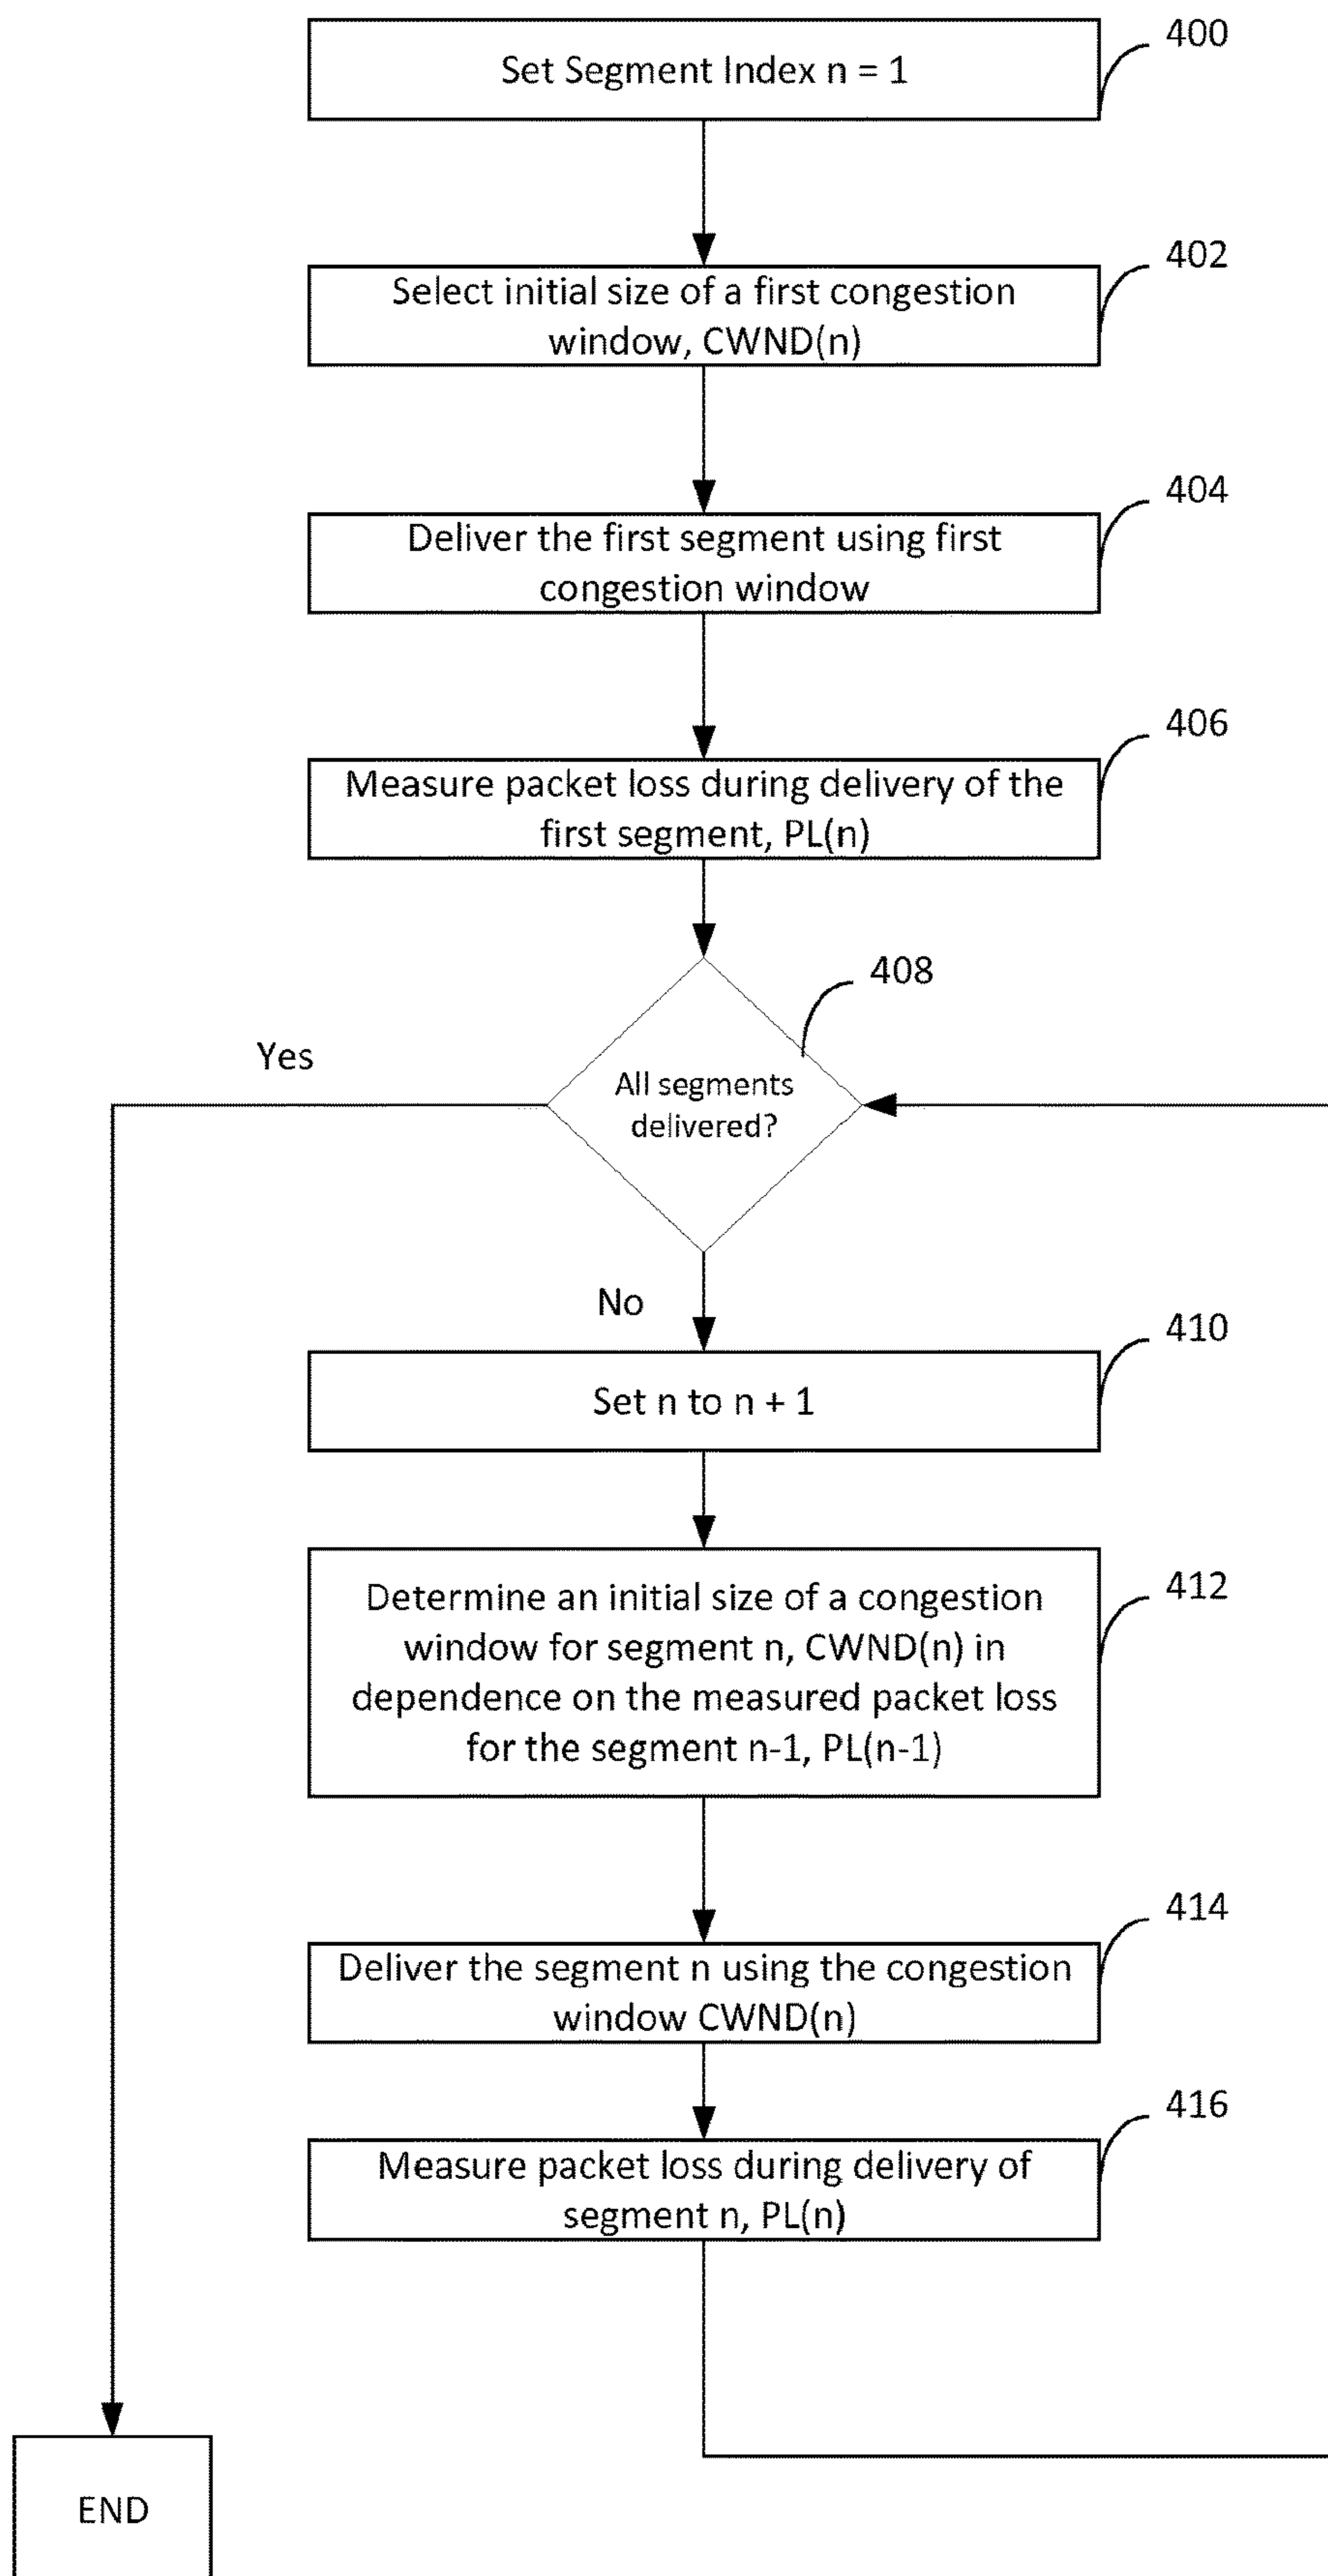 400
Set Segment Index n = 1
402
Select initial size of a first congestion
window, CWND(n)
404
Deliver the first segment using first
congestion window
406
Measure packet loss during delivery of the
first segment, PL(n)
408
Yes
All segments
delivered?
No
410
Set n to n + 1
412
Determine an initial size of a congestion
window for segment n, CWND(n) in
dependence on the measured packet loss
for the segment n-1, PL(n-1)
414
Deliver the segment n using the congestion
window CWND(n)
416
Measure packet loss during delivery of
segment n, PL(n)
END